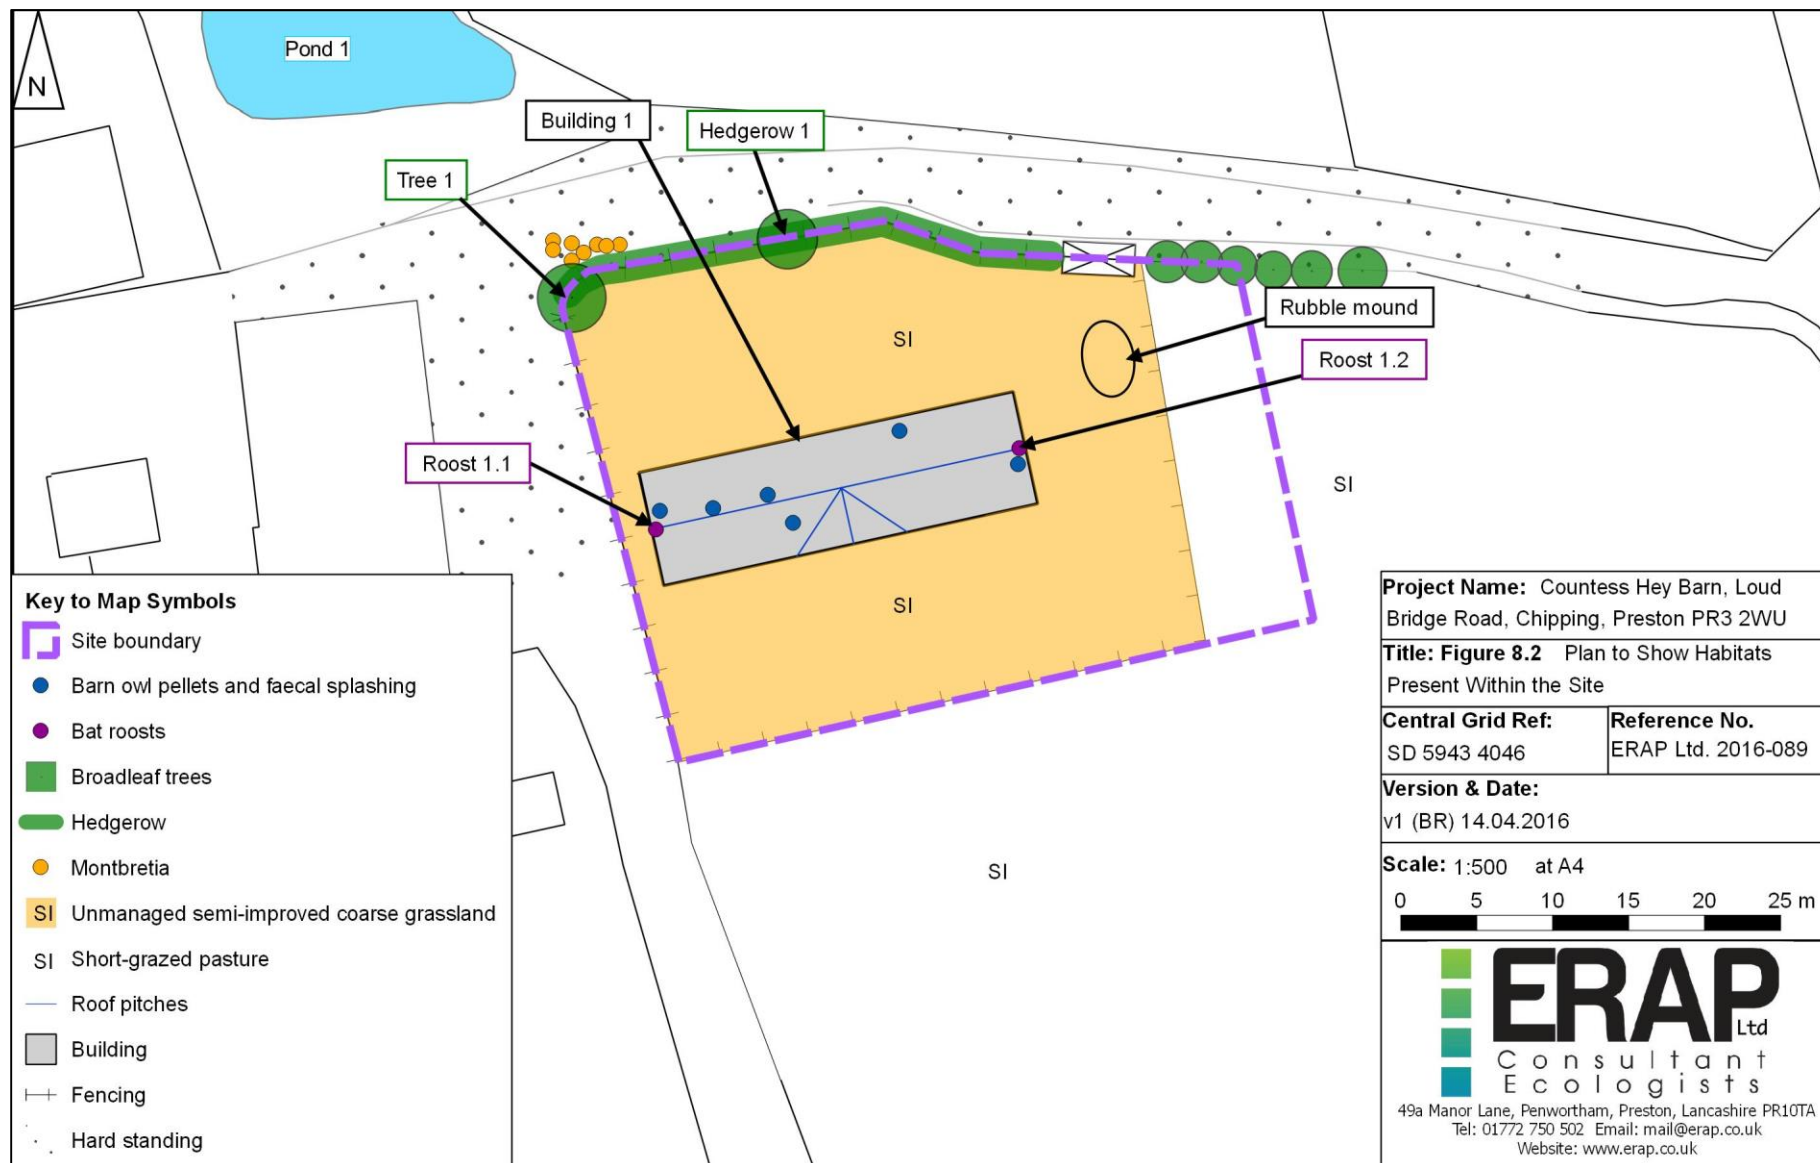 Pond 1
N
Building 1
Hedgerow 1
Tree 1
Rubble mound
SI
Roost 1.2
Roost 1.1
SI
SI
SI
Key to Map Symbols
Site boundary
Barn owl pellets and faecal splashing
Bat roosts
Broadleaf trees
Hedgerow
Montbretia
SI Unmanaged semi-improved coarse grassland
SI Short-grazed pasture
Roof pitches
Building
Fencing
Hard standing
Project Name: Countess Hey Barn, Loud
Bridge Road, Chipping, Preston PR3 2WU
Title: Figure 8.2 Plan to Show Habitats
Present Within the Site
Central Grid Ref:
SD 5943 4046
Reference No.
ERAP Ltd. 2016-089
Version & Date:
v1 (BR) 14.04.2016
Scale: 1:500 at A4
0 5 10 15 20 25 m
ERAP
Ltd
Consultant
Ecologists
49a Manor Lane, Penwortham, Preston, Lancashire PR10TA
Tel: 01772 750 502 Email: mail@erap.co.uk
Website: www.erap.co.uk